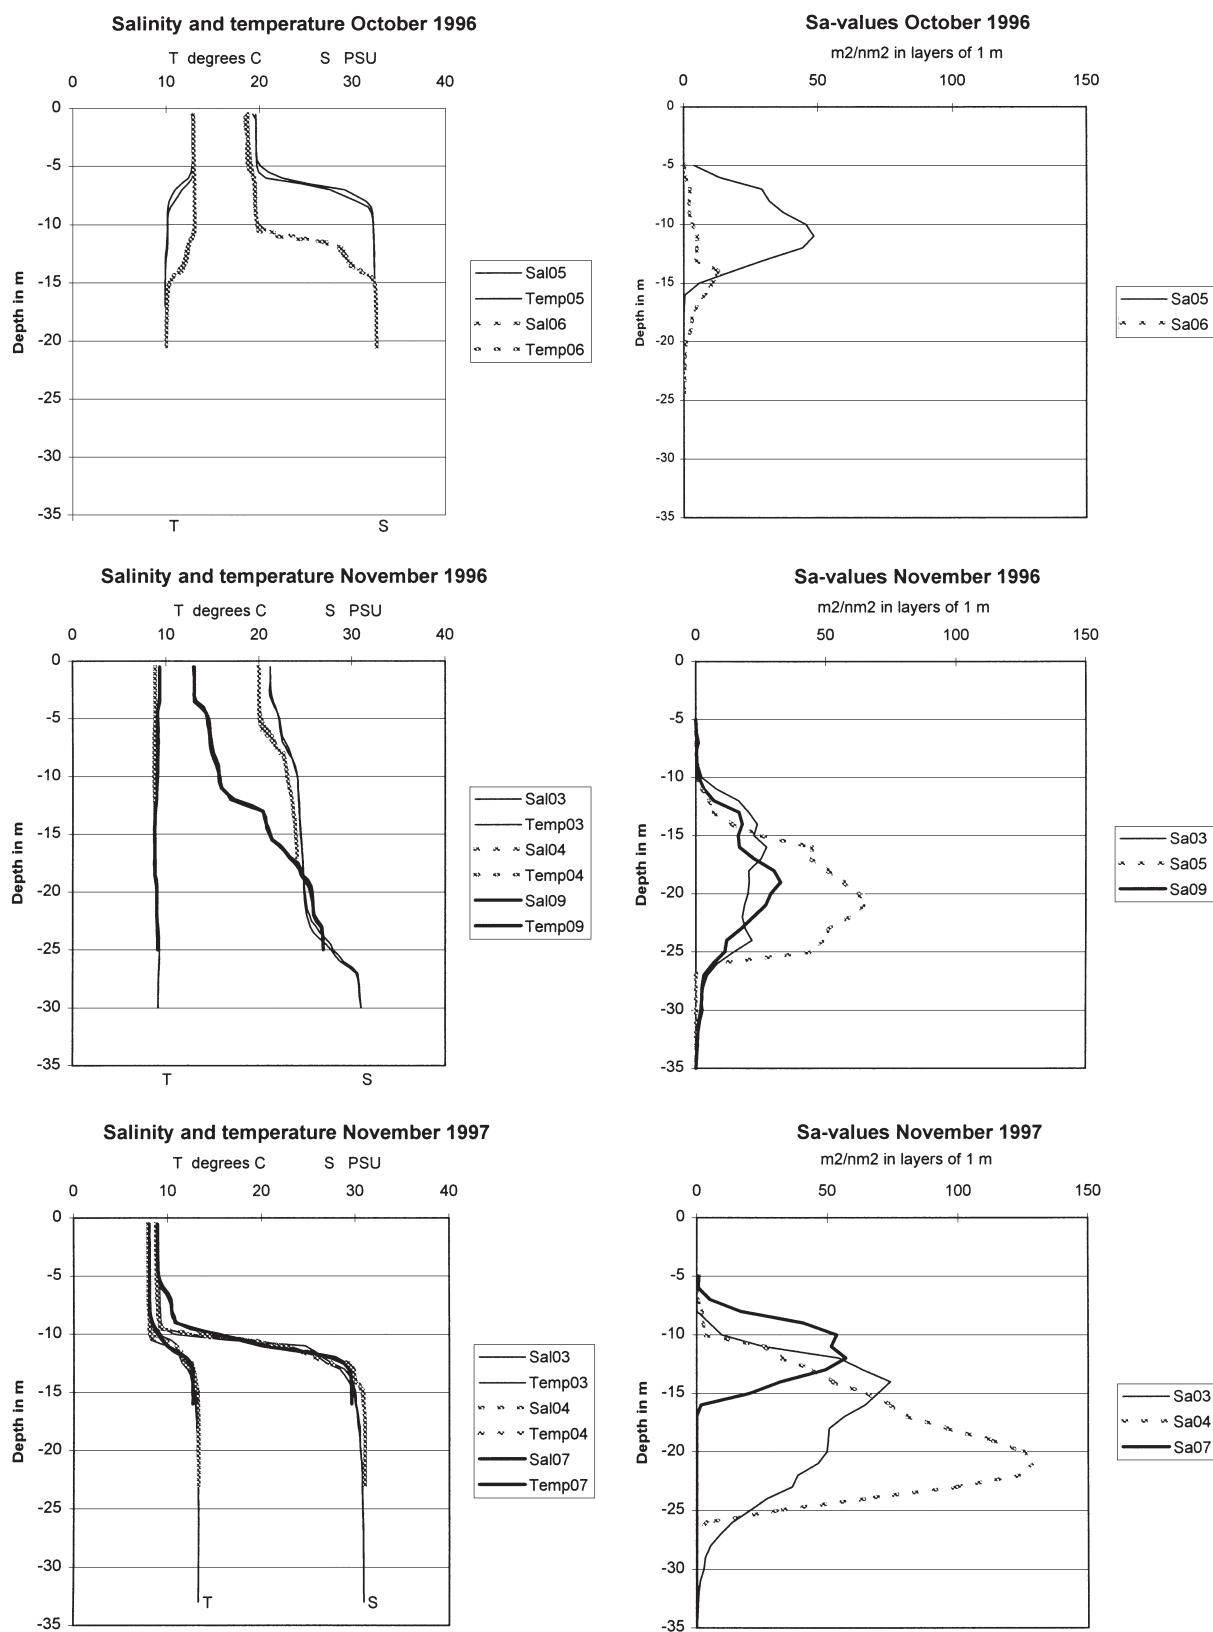 Salinity and temperature October 1996
T degrees C S PSU
0 10 20 30 40
0
-5
-10
-15
-20
-25
-30
-35
Depth in m
T S
Sal05
Temp05
Sal06
Temp06
Sa-values October 1996
m2/nm2 in layers of 1 m
0 50 100 150
0
-5
-10
-15
-20
-25
-30
-35
Depth in m
Sa05
Sa06
Salinity and temperature November 1996
T degrees C S PSU
0 10 20 30 40
0
-5
-10
-15
-20
-25
-30
-35
Depth in m
T S
Sal03
Temp03
Sal04
Temp04
Sal09
Temp09
Sa-values November 1996
m2/nm2 in layers of 1 m
0 50 100 150
0
-5
-10
-15
-20
-25
-30
-35
Depth in m
Sa03
Sa05
Sa09
Salinity and temperature November 1997
T degrees C S PSU
0 10 20 30 40
0
-5
-10
-15
-20
-25
-30
-35
Depth in m
T S
Sal03
Temp03
Sal04
Temp04
Sal07
Temp07
Sa-values November 1997
m2/nm2 in layers of 1 m
0 50 100 150
0
-5
-10
-15
-20
-25
-30
-35
Depth in m
Sa03
Sa04
Sa07